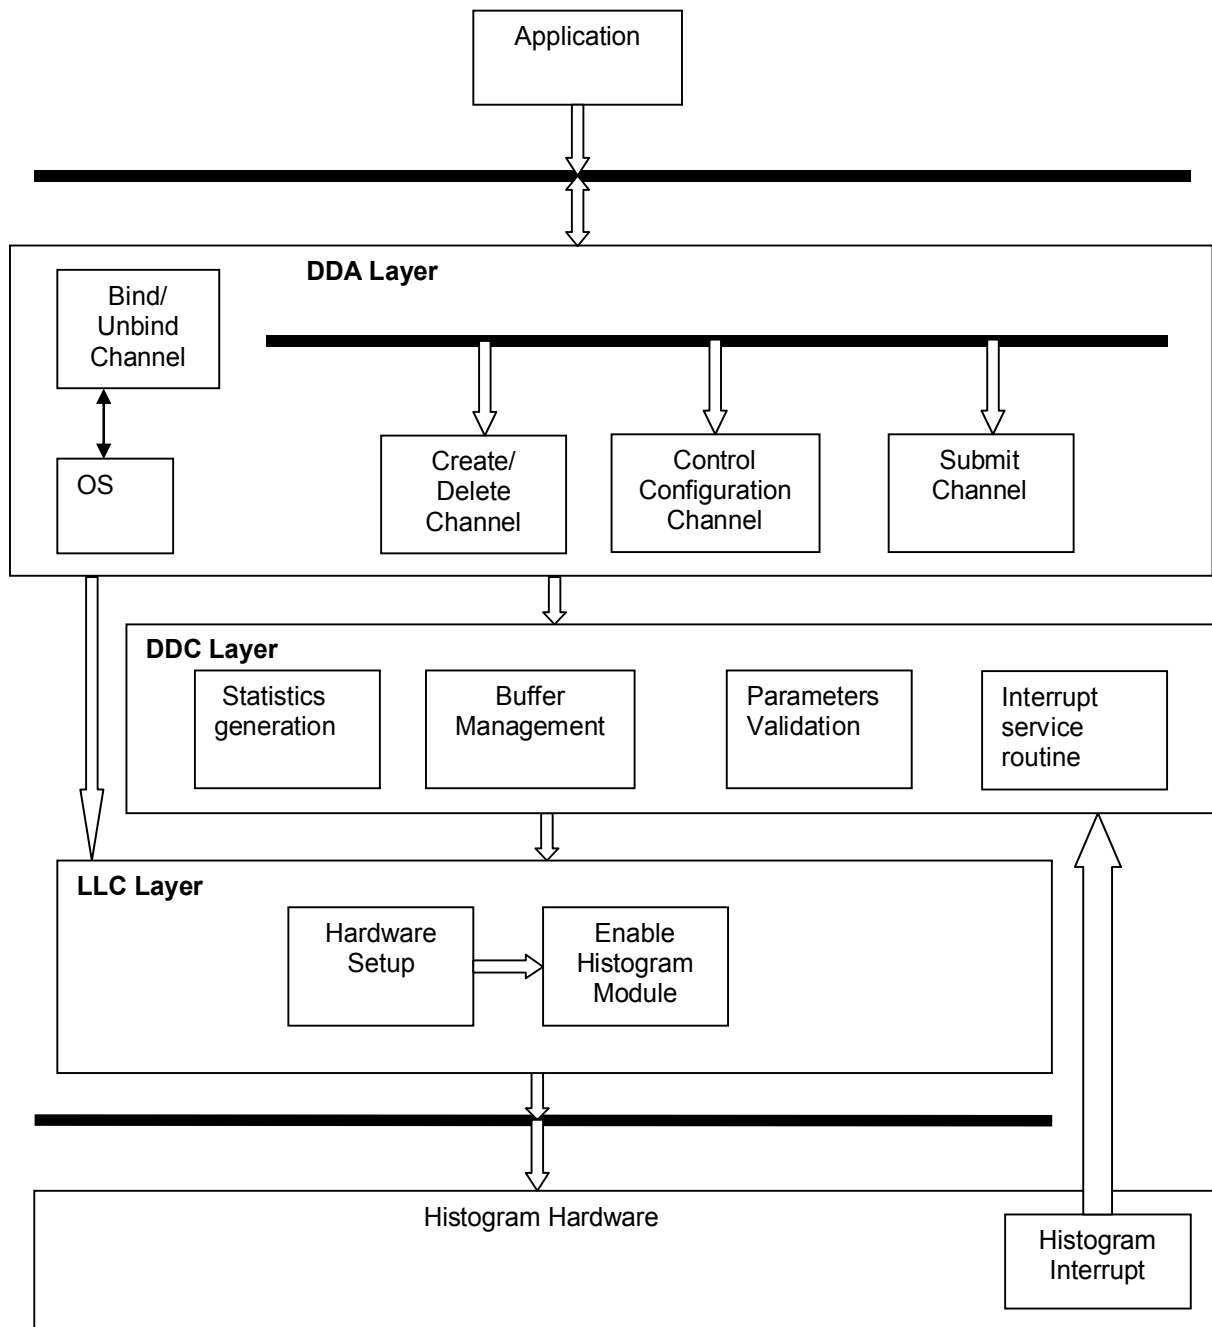 Application
DDA Layer
Bind/
Unbind
Channel
OS
Create/
Delete
Channel
Control
Configuration
Channel
Submit
Channel
DDC Layer
Statistics
generation
Buffer
Management
Parameters
Validation
Interrupt
service
routine
LLC Layer
Hardware
Setup
Enable
Histogram
Module
Histogram Hardware
Histogram
Interrupt